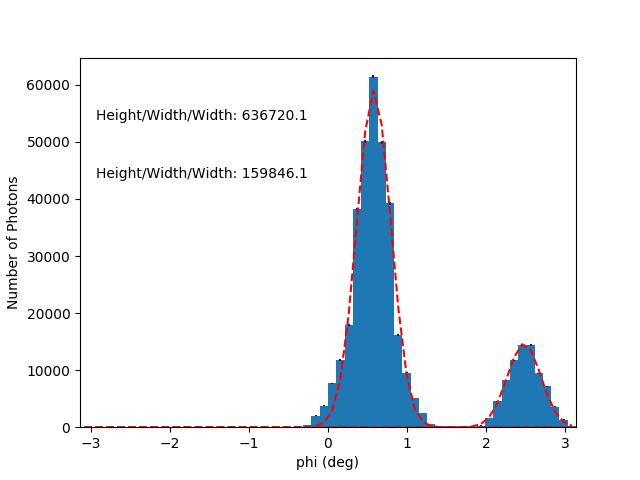 60000
50000
40000
30000
20000
10000
0
Number of Photons
Height/Width/Width: 636720.1
Height/Width/Width: 159846.1
−3 −2 −1 0 1 2 3
phi (deg)